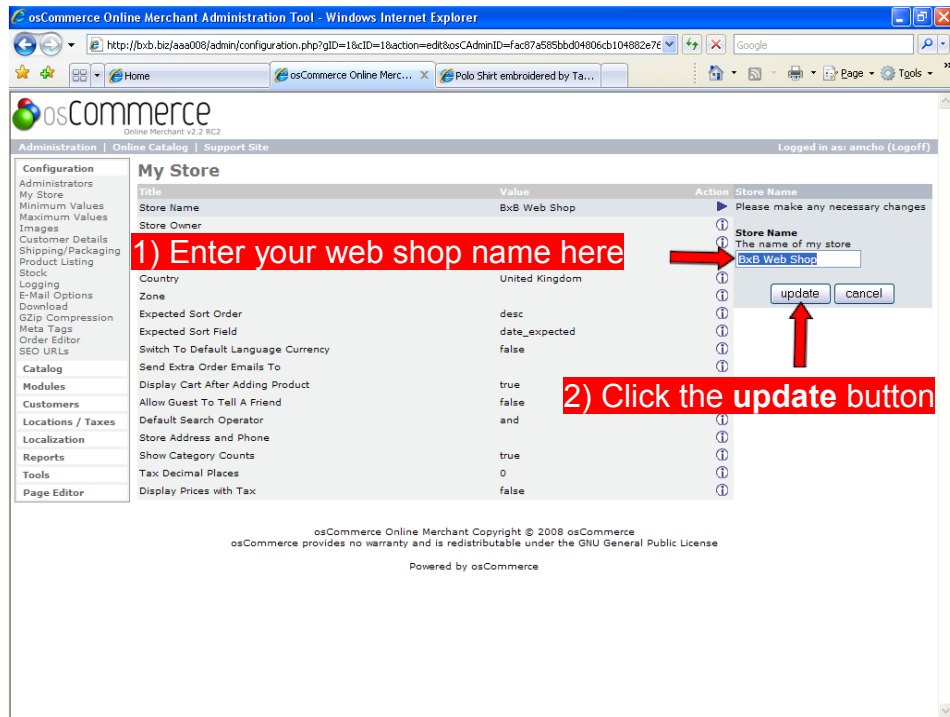 osCommerce Online Merchant Administration Tool - Windows Internet Explorer
http://bxb.biz/aaa008/admin/configuration.php?gID=1&cID=1&action=edit&osCAdminID=fac87a585bbd04806cb104882e76
Google
Home
osCommerce Online Merc... X
Polo Shirt embroidered by Ta...
Page
Tools
osCommerce
Online Merchant v2.2 RC2
Administration | Online Catalog | Support Site
Logged in as: amcho (Logoff)
Configuration
Administrators
My Store
Minimum Values
Maximum Values
Images
Customer Details
Shipping/Packaging
Product Listing
Stock
Logging
E-Mail Options
Download
GZip Compression
Meta Tags
Order Editor
SEO URLs
Catalog
Modules
Customers
Locations / Taxes
Localization
Reports
Tools
Page Editor
My Store
Title Value Action
Store Name BxB Web Shop
Store Owner
1) Enter your web shop name here
Country United Kingdom
Zone
Expected Sort Order desc
Expected Sort Field date_expected
Switch To Default Language Currency false
Send Extra Order Emails To
Display Cart After Adding Product true
Allow Guest To Tell A Friend false
Default Search Operator and
Store Address and Phone
Show Category Counts true
Tax Decimal Places 0
Display Prices with Tax false
Store Name
Please make any necessary changes
Store Name
The name of my store
BxB Web Shop
update cancel
2) Click the update button
osCommerce Online Merchant Copyright © 2008 osCommerce
osCommerce provides no warranty and is redistributable under the GNU General Public License
Powered by osCommerce